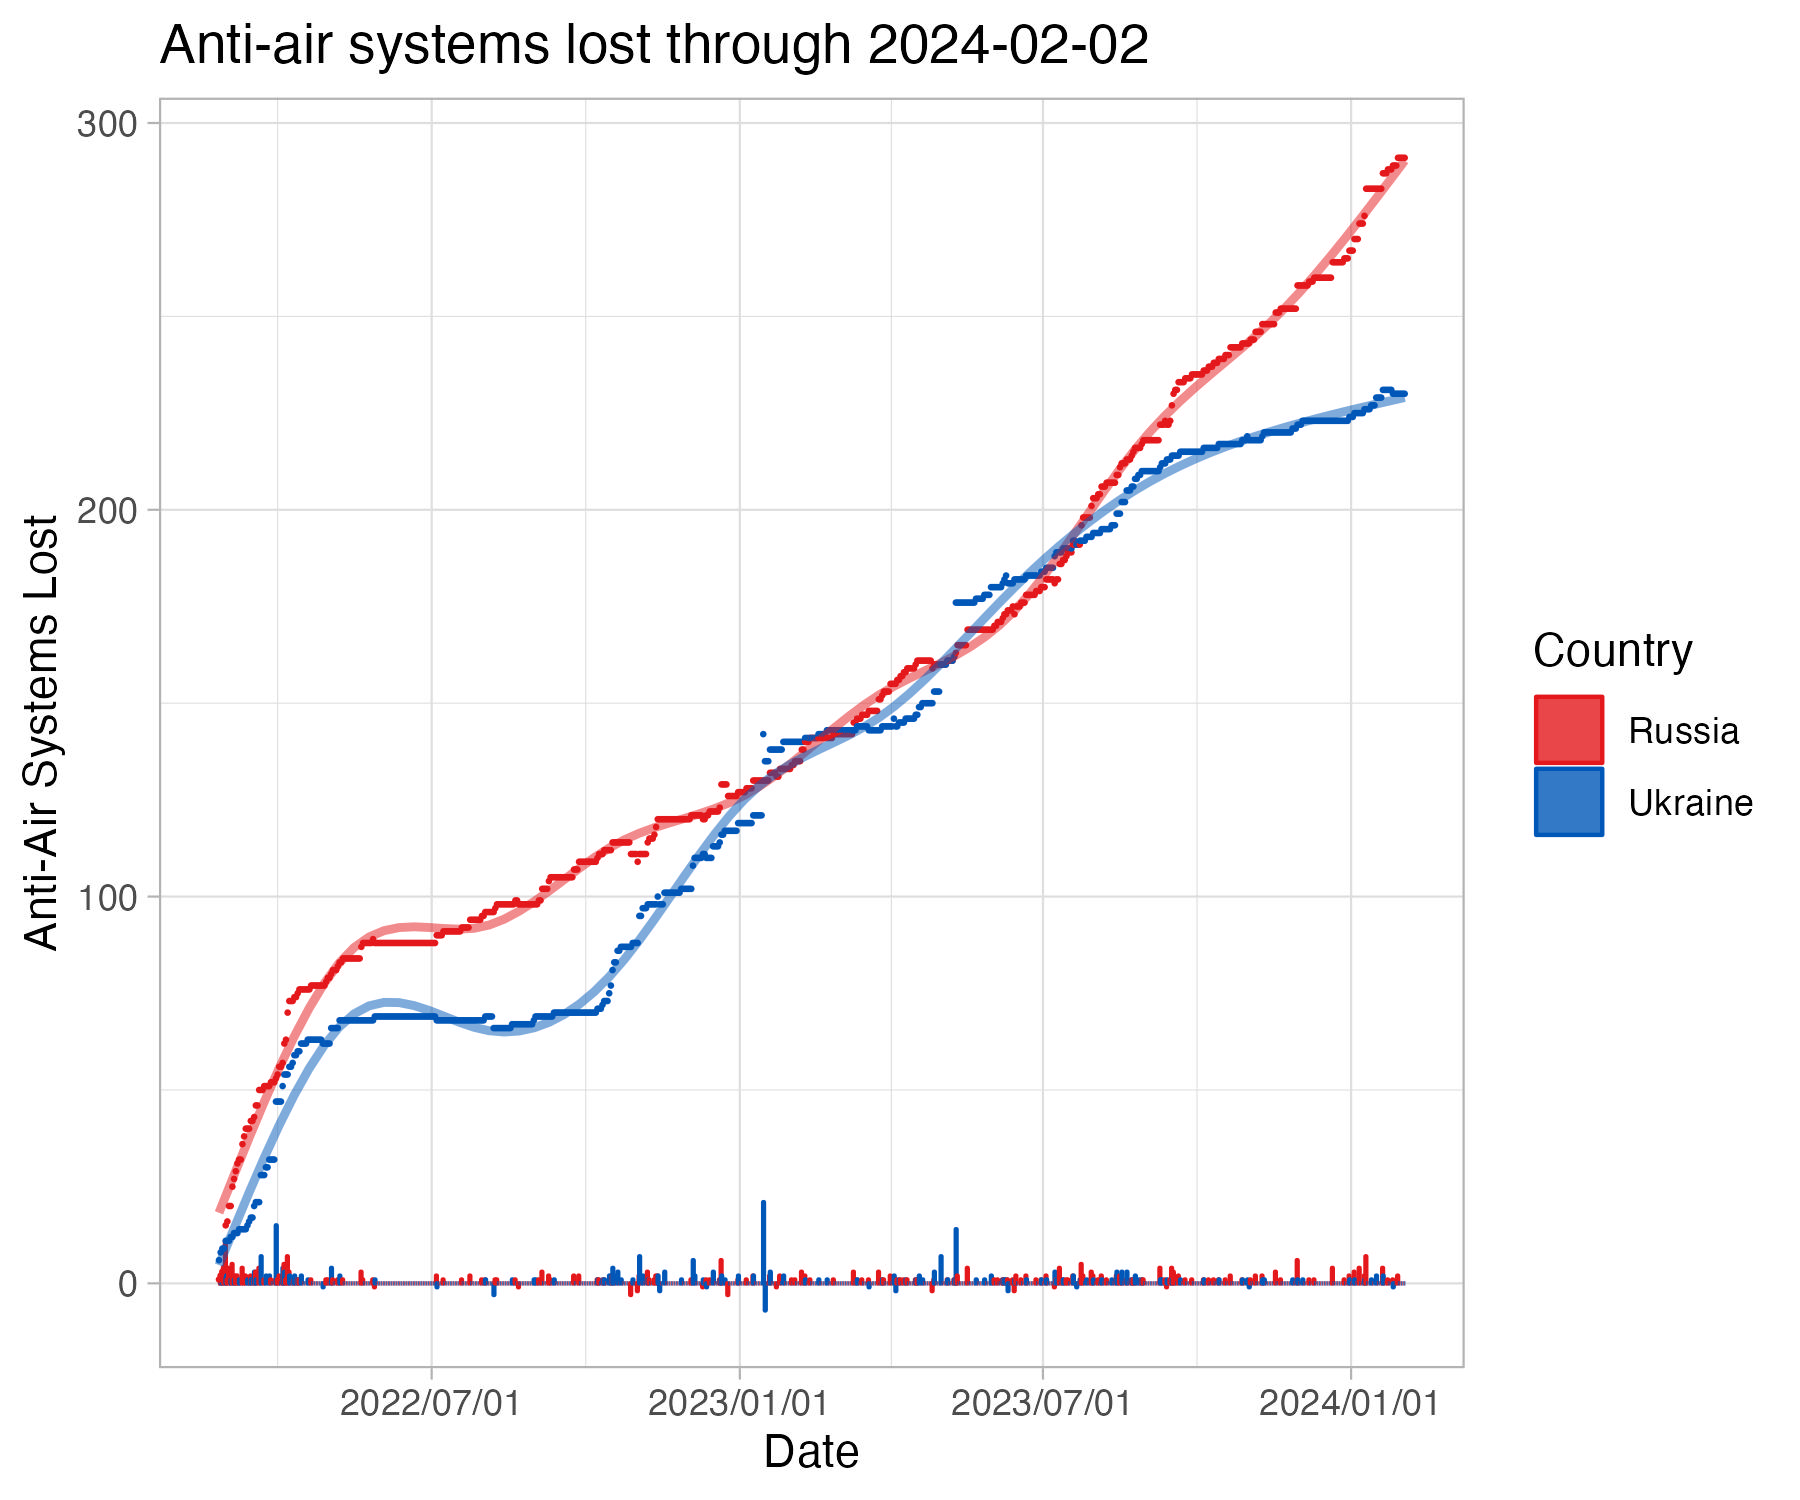 Anti-air systems lost through 2024-02-02
Anti-Air Systems Lost
300
200
100
0
2022/07/01
2023/01/01
2023/07/01
2024/01/01
Date
Country
Russia
Ukraine